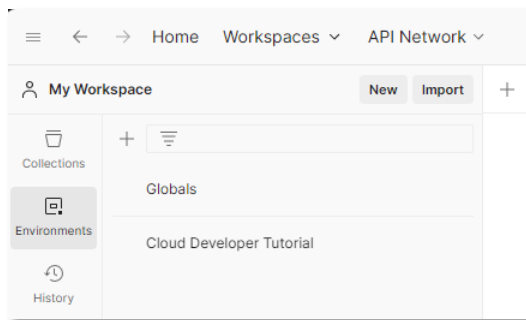 Home Workspaces API Network
My Workspace New Import
Collections
Globals
Environments
Cloud Developer Tutorial
History